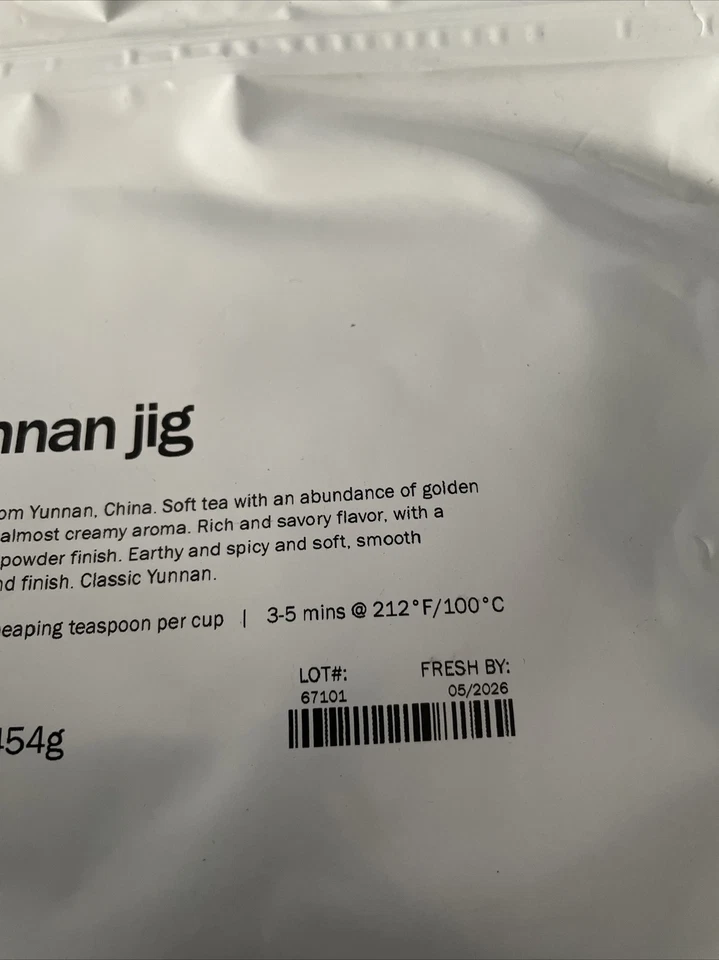 nnan jig
om Yunnan, China. Soft tea with an abundance of golden
almost creamy aroma. Rich and savory flavor, with a
powder finish. Earthy and spicy and soft, smooth
nd finish. Classic Yunnan.
eaping teaspoon per cup | 3-5 mins @ 212°F/100°C
LOT#: FRESH BY:
67101 05/2026
454g